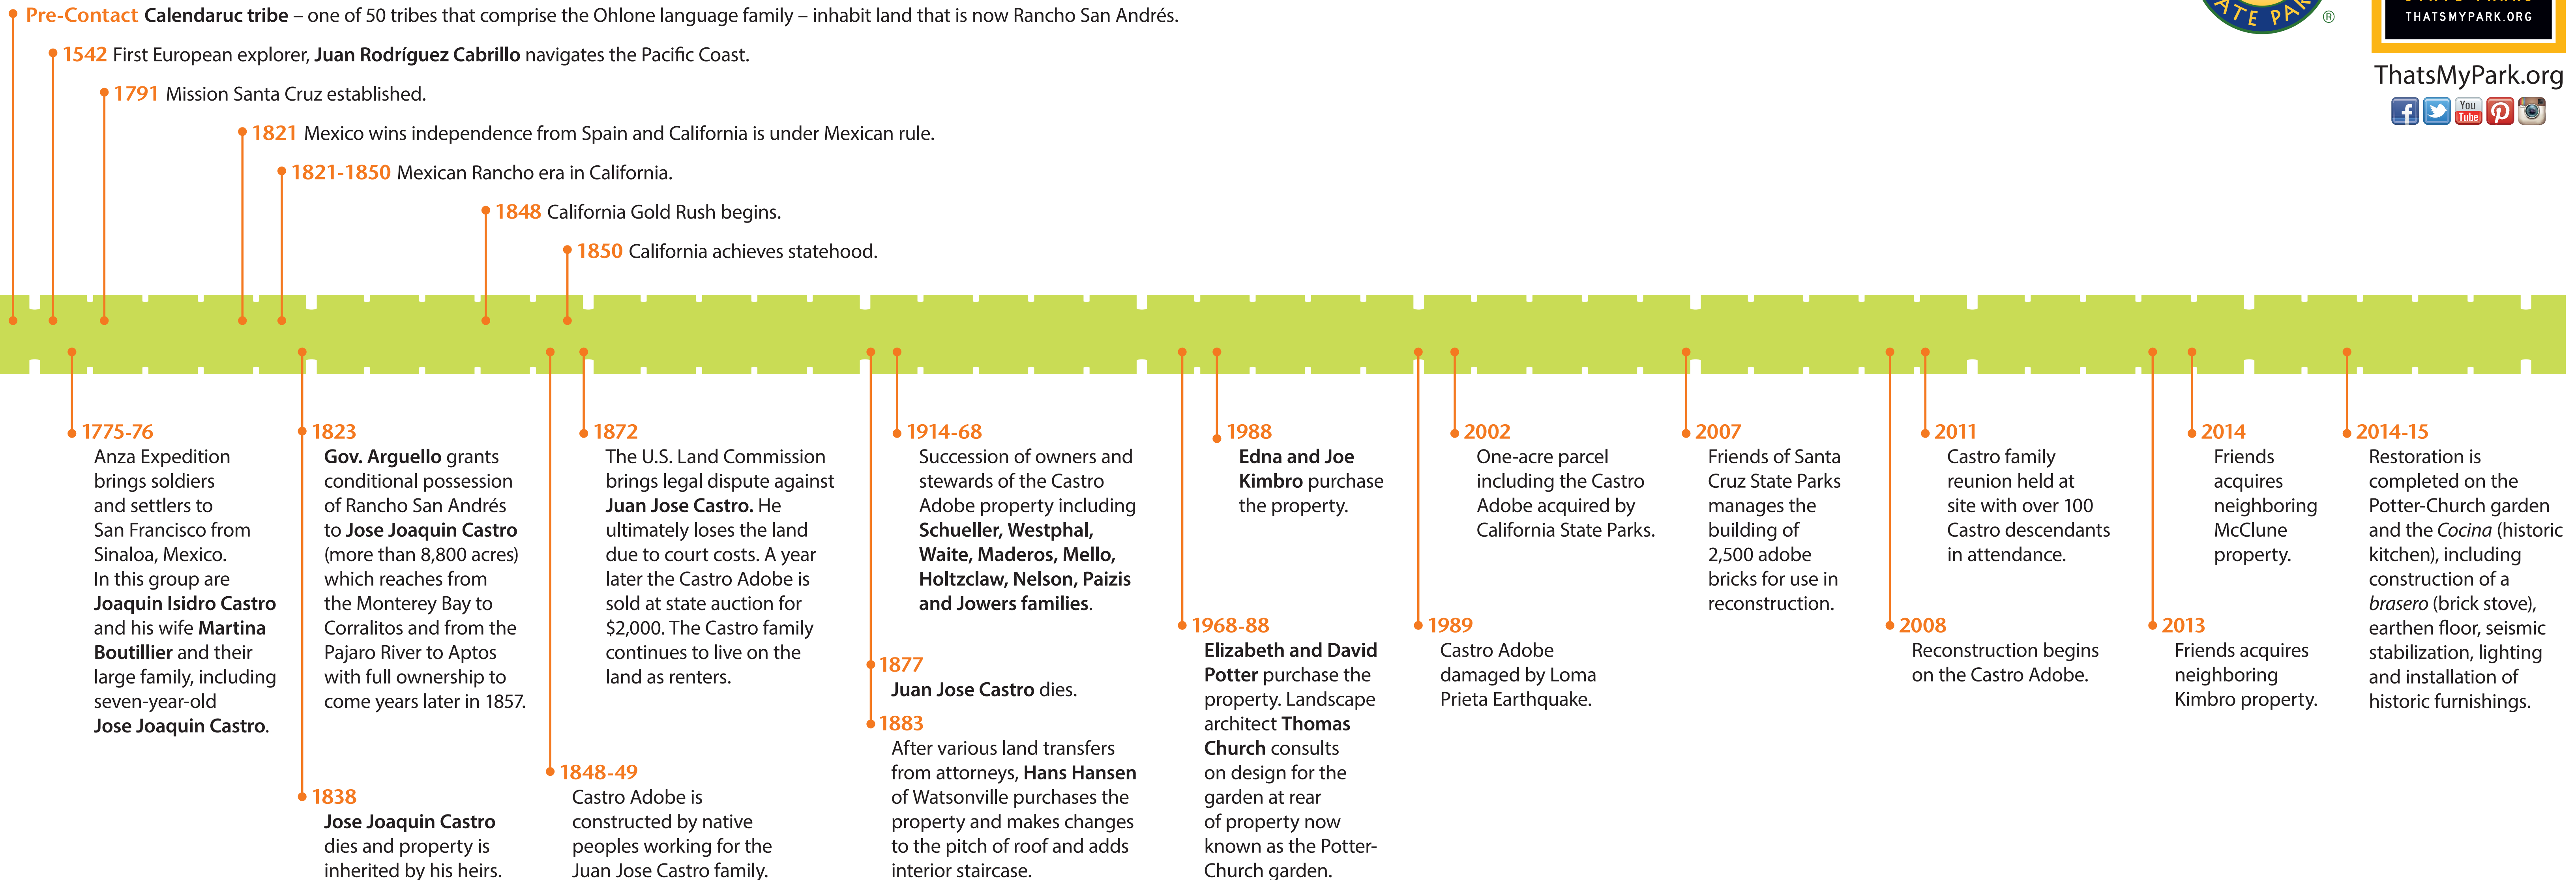 Pre-Contact Calendaruc tribe – one of 50 tribes that comprise the Ohlone language family – inhabit land that is now Rancho San Andrés.
1542 First European explorer, Juan Rodríguez Cabrillo navigates the Pacific Coast.
1791 Mission Santa Cruz established.
1821 Mexico wins independence from Spain and California is under Mexican rule.
1821-1850 Mexican Rancho era in California.
1848 California Gold Rush begins.
1850 California achieves statehood.
ATE PAR
®
THATSMYPARK.ORG
ThatsMyPark.org
You
Tube
1775-76
Anza Expedition
brings soldiers
and settlers to
San Francisco from
Sinaloa, Mexico.
In this group are
Joaquin Isidro Castro
and his wife Martina
Boutillier and their
large family, including
seven-year-old
Jose Joaquin Castro.
1823
Gov. Arguello grants
conditional possession
of Rancho San Andrés
to Jose Joaquin Castro
(more than 8,800 acres)
which reaches from
the Monterey Bay to
Corralitos and from the
Pajaro River to Aptos
with full ownership to
come years later in 1857.
1838
Jose Joaquin Castro
dies and property is
inherited by his heirs.
1848-49
Castro Adobe is
constructed by native
peoples working for the
Juan Jose Castro family.
1872
The U.S. Land Commission
brings legal dispute against
Juan Jose Castro. He
ultimately loses the land
due to court costs. A year
later the Castro Adobe is
sold at state auction for
$2,000. The Castro family
continues to live on the
land as renters.
1877
Juan Jose Castro dies.
1883
After various land transfers
from attorneys, Hans Hansen
of Watsonville purchases the
property and makes changes
to the pitch of roof and adds
interior staircase.
1914-68
Succession of owners and
stewards of the Castro
Adobe property including
Schueller, Westphal,
Waite, Maderos, Mello,
Holtzclaw, Nelson, Paizis
and Jowers families.
1968-88
Elizabeth and David
Potter purchase the
property. Landscape
architect Thomas
Church consults
on design for the
garden at rear
of property now
known as the Potter-
Church garden.
1988
Edna and Joe
Kimbro purchase
the property.
1989
Castro Adobe
damaged by Loma
Prieta Earthquake.
2002
One-acre parcel
including the Castro
Adobe acquired by
California State Parks.
2007
Friends of Santa
Cruz State Parks
manages the
building of
2,500 adobe
bricks for use in
reconstruction.
2008
Reconstruction begins
on the Castro Adobe.
2011
Castro family
reunion held at
site with over 100
Castro descendants
in attendance.
2013
Friends acquires
neighboring
Kimbro property.
2014
Friends
acquires
neighboring
McClune
property.
2014-15
Restoration is
completed on the
Potter-Church garden
and the Cocina (historic
kitchen), including
construction of a
brasero (brick stove),
earthen floor, seismic
stabilization, lighting
and installation of
historic furnishings.